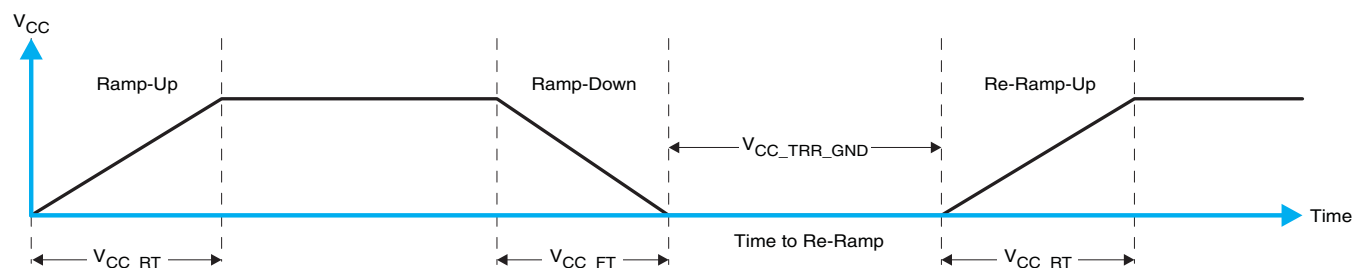 VCC
Ramp-Up
Ramp-Down
Re-Ramp-Up
VCC_TRR_GND
Time
Time to Re-Ramp
VCC_RT
VCC_FT
VCC_RT